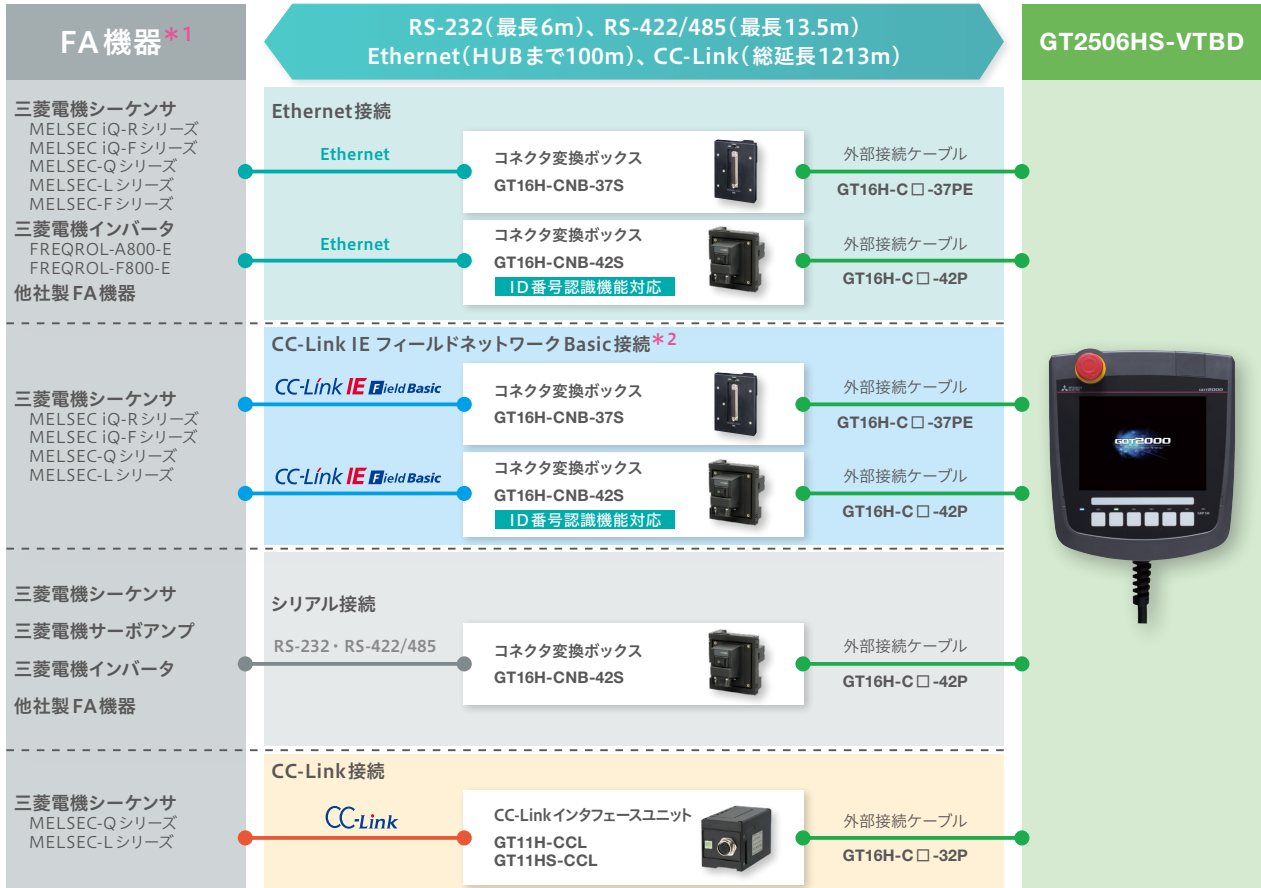 FA機器＊1
RS-232（最長6m）、RS-422/485（最長13.5m）
Ethernet（HUBまで100m）、CC-Link（総延長1213m）
GT2506HS-VTBD
三菱電機シーケンサ
MELSEC iQ-Rシリーズ
MELSEC iQ-Fシリーズ
MELSEC-Qシリーズ
MELSEC-Lシリーズ
MELSEC-Fシリーズ
三菱電機インバータ
FREQROL-A800-E
FREQROL-F800-E
他社製FA機器
Ethernet接続
Ethernet
コネクタ変換ボックス
GT16H-CNB-37S
外部接続ケーブル
GT16H-C□-37PE
Ethernet
コネクタ変換ボックス
GT16H-CNB-42S
ID番号認識機能対応
外部接続ケーブル
GT16H-C□-42P
三菱電機シーケンサ
MELSEC iQ-Rシリーズ
MELSEC iQ-Fシリーズ
MELSEC-Qシリーズ
MELSEC-Lシリーズ
CC-Link IE フィールドネットワークBasic接続＊2
CC-Link IE Field Basic
コネクタ変換ボックス
GT16H-CNB-37S
外部接続ケーブル
GT16H-C□-37PE
CC-Link IE Field Basic
コネクタ変換ボックス
GT16H-CNB-42S
ID番号認識機能対応
外部接続ケーブル
GT16H-C□-42P
GOT2000
三菱電機シーケンサ
三菱電機サーボアンプ
三菱電機インバータ
他社製FA機器
シリアル接続
RS-232・RS-422/485
コネクタ変換ボックス
GT16H-CNB-42S
外部接続ケーブル
GT16H-C□-42P
三菱電機シーケンサ
MELSEC-Qシリーズ
MELSEC-Lシリーズ
CC-Link接続
CC-Link
CC-Linkインタフェースユニット
GT11H-CCL
GT11HS-CCL
外部接続ケーブル
GT16H-C□-32P